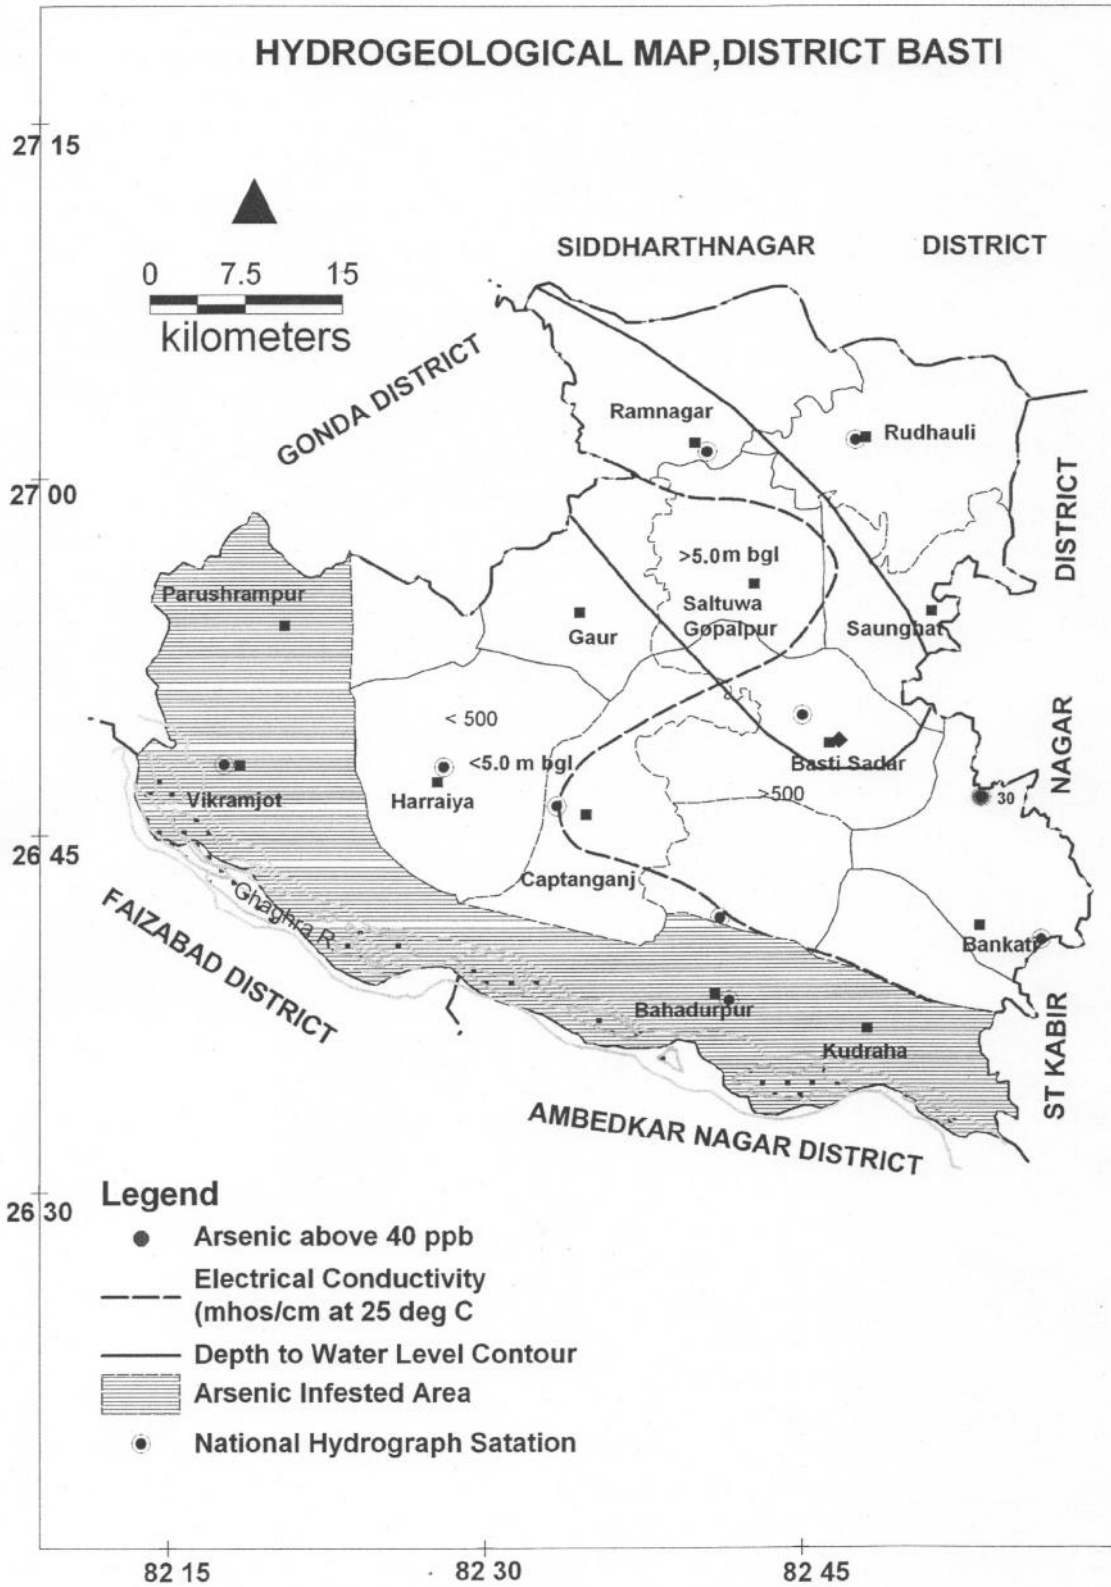 HYDROGEOLOGICAL MAP,DISTRICT BASTI
27 15
SIDDHARTHNAGAR DISTRICT
0 7.5 15
kilometers
GONDA DISTRICT
Ramnagar
Rudhauli
27 00
DISTRICT
>5.0 m bgl
Parushrampur
Saltuwa
Gopalpur
Gaur
Saunghat
< 500
<5.0 m bgl
Basti Sadar
NAGAR
Vikramjot
Harraiya
>500
30
26 45
Captanganj
Ghaghra R.
FAIZABAD DISTRICT
Bankati
Bahadurpur
Kudraha
ST KABIR
AMBEDKAR NAGAR DISTRICT
Legend
26 30
Arsenic above 40 ppb
Electrical Conductivity
(mhos/cm at 25 deg C
Depth to Water Level Contour
Arsenic Infested Area
National Hydrograph Satation
82 15
82 30
82 45